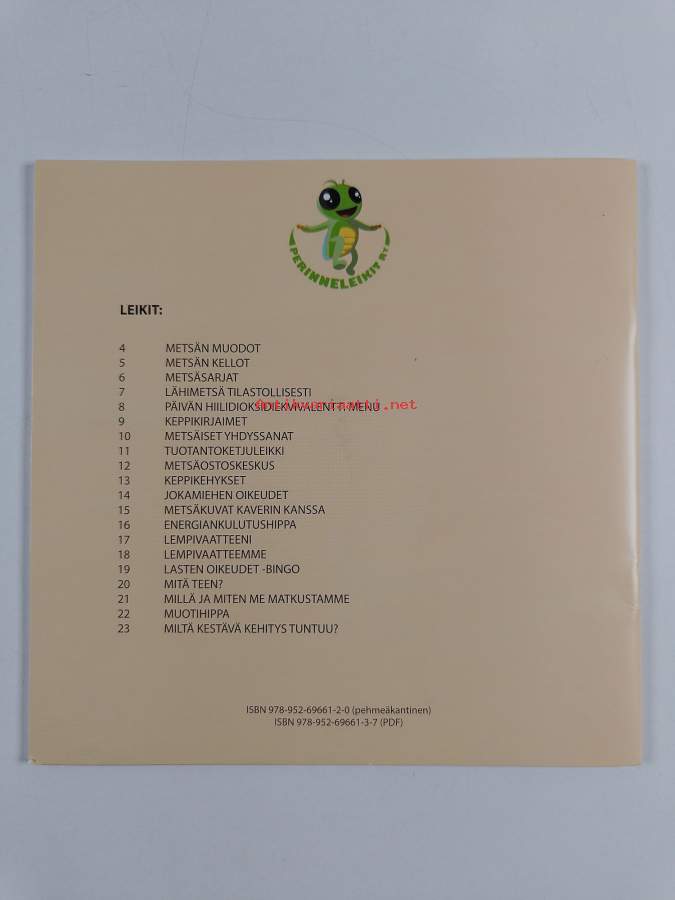 PERINNELEIKIT RY
LEIKIT:
4 METSÄN MUODOT
5 METSÄN KELLOT
6 METSÄSARJAT
7 LÄHIMETSÄ TILASTOLLISESTI
8 PÄIVÄN HIILIDIOKSIDIEKVIVALENTTIMENU
Antikvariaatti.net
9 KEPPIKIRJAIMET
10 METSÄISET YHDYSSANAT
11 TUOTANTOKETJULEIKKI
12 METSÄOSTOSKESKUS
13 KEPPIKEHYKSET
14 JOKAMIEHEN OIKEUDET
15 METSÄKUVAT KAVERIN KANSSA
16 ENERGIANKULUTUSHIPPA
17 LEMPIVAATTEENI
18 LEMPIVAATTEEMME
19 LASTEN OIKEUDET -BINGO
20 MITÄ TEEN?
21 MILLÄ JA MITEN ME MATKUSTAMME
22 MUOTIHIPPA
23 MILTÄ KESTÄVÄ KEHITYS TUNTUU?
ISBN 978-952-69661-2-0 (pehmeäkantinen)
ISBN 978-952-69661-3-7 (PDF)